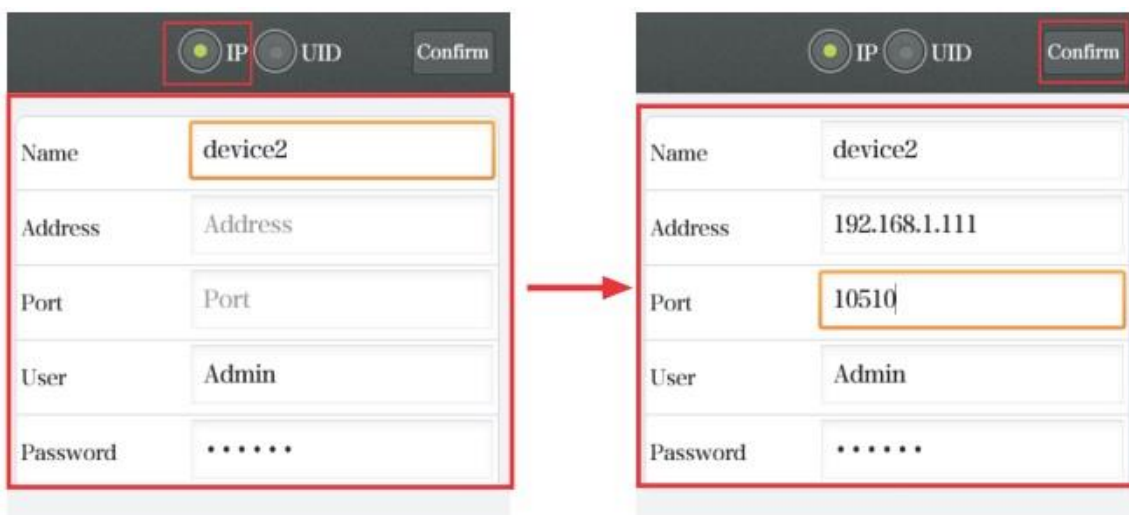 IP UID Confirm
Name device2
Address Address
Port Port
User Admin
Password ••••••
IP UID Confirm
Name device2
Address 192.168.1.111
Port 10510
User Admin
Password ••••••